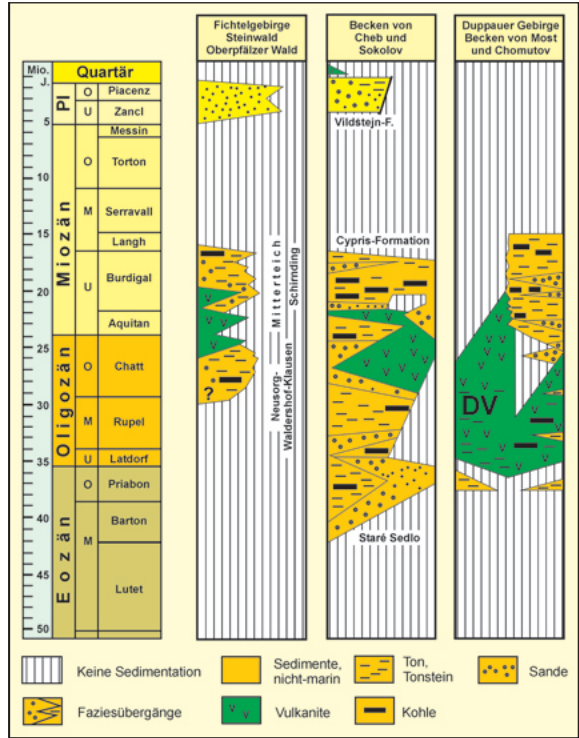 Fichtelgebirge
Steinwald
Oberpfälzer Wald
Becken von
Cheb und
Sokolov
Duppauer Gebirge
Becken von Most
und Chomutov
Mio.
J.
Quartär
Pl
O
Piacenz
U
Zancl
5
Messin
Miozän
O
Torton
10
M
Serravall
15
Langh
U
Burdigal
20
Aquitan
Oligozän
25
O
Chatt
30
M
Rupel
35
U
Latdorf
Eozän
O
Priabon
40
M
Barton
45
Lutet
50
Mitterteich
Schirnding
Neusorg-
Waldershof-Klausen
?
Vildstejn-F.
Cypris-Formation
Staré Sedlo
DV
Keine Sedimentation
Sedimente,
nicht-marin
Ton,
Tonstein
Sande
Faziesübergänge
Vulkanite
Kohle